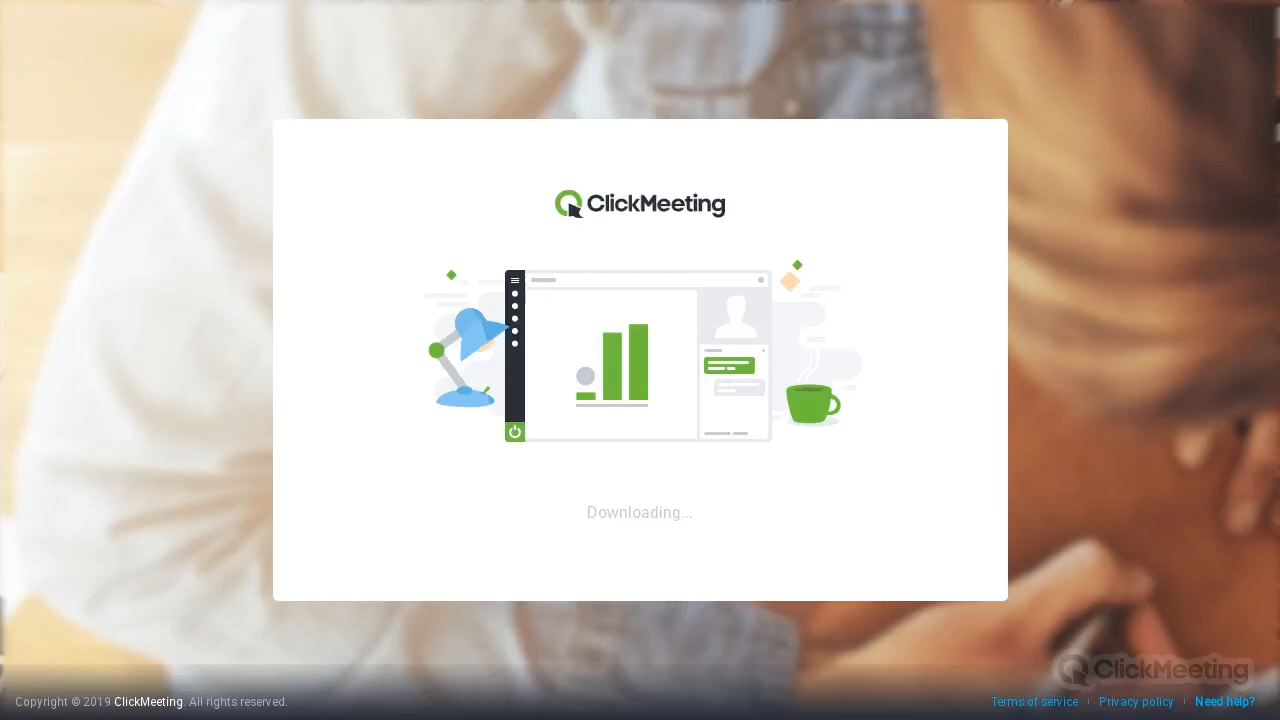 ClickMeeting
Downloading...
ClickMeeting
Copyright © 2019 ClickMeeting. All rights reserved.
Terms of service | Privacy policy | Need help?